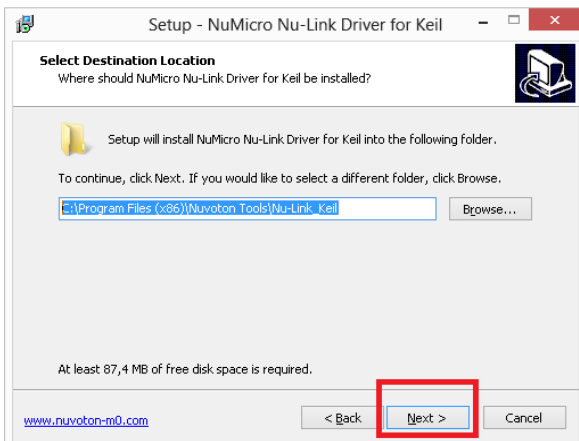 Setup - NuMicro Nu-Link Driver for Keil
Select Destination Location
Where should NuMicro Nu-Link Driver for Keil be installed?
Setup will install NuMicro Nu-Link Driver for Keil into the following folder.
To continue, click Next. If you would like to select a different folder, click Browse.
C:\Program Files (x86)\Nuvoton Tools\Nu-Link_Keil
Browse...
At least 87,4 MB of free disk space is required.
www.nuvoton-m0.com
< Back
Next >
Cancel